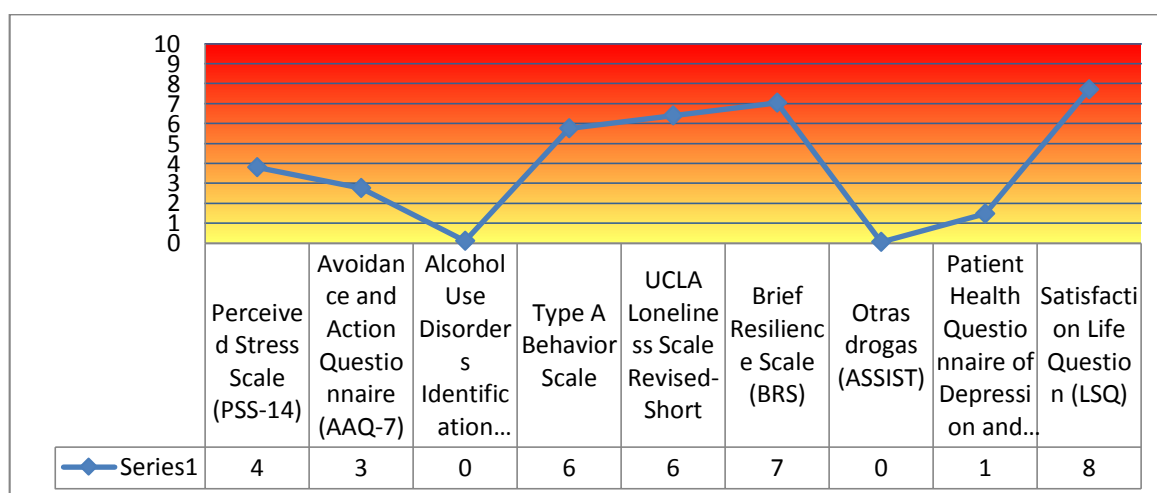 10
9
8
7
6
5
4
3
2
1
0
Perceive
d Stress
Scale
(PSS-14)
Avoidan
ce and
Action
Questio
nnaire
(AAQ-7)
Alcohol
Use
Disorder
s
Identific
ation...
Type A
Behavior
Scale
UCLA
Loneline
ss Scale
Revised-
Short
Brief
Resilienc
e Scale
(BRS)
Otras
drogas
(ASSIST)
Patient
Health
Questio
nnaire of
Depressi
on and...
Satisfacti
on Life
Questio
n (LSQ)
Series1 4 3 0 6 6 7 0 1 8